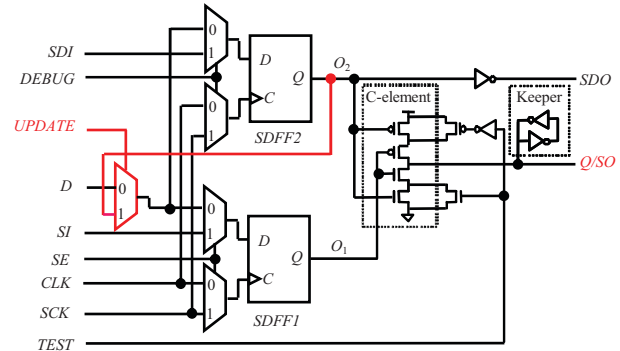 SDI
DEBUG
UPDATE
D
SI
SE
CLK
SCK
TEST
0
1
0
1
D
Q
C
SDFF2
O2
SDO
C-element
Keeper
Q/SO
0
1
0
1
0
1
D
Q
C
SDFF1
O1